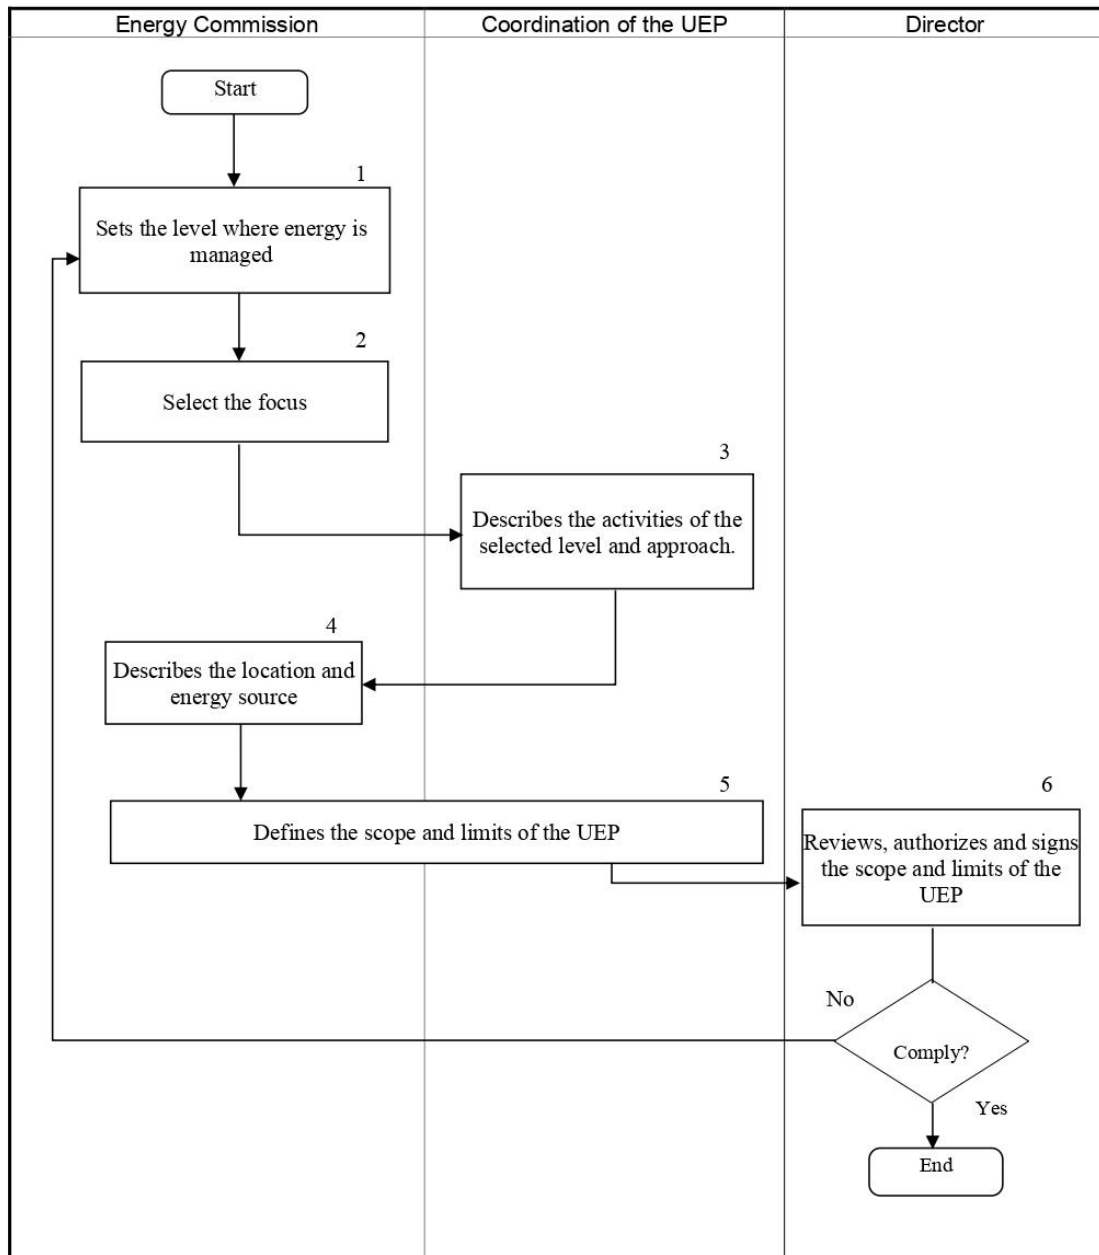 Energy Commission
Coordination of the UEP
Director
Start
1
Sets the level where energy is
managed
2
Select the focus
3
Describes the activities of the
selected level and approach.
4
Describes the location and
energy source
5
Defines the scope and limits of the UEP
6
Reviews, authorizes and signs
the scope and limits of the
UEP
No
Comply?
Yes
End